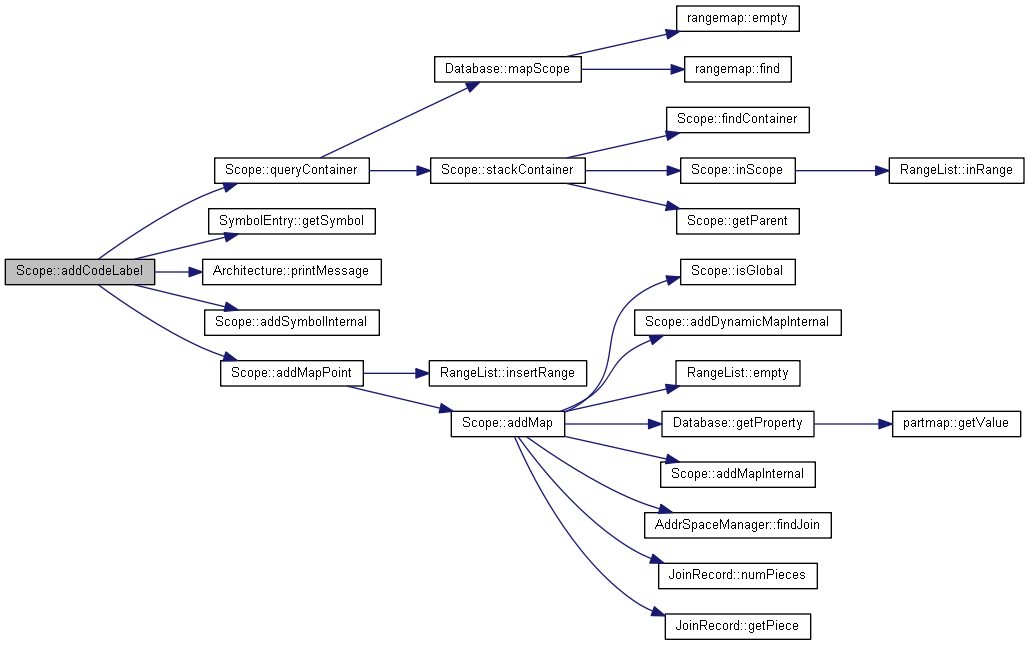 rangemap::empty
Database::mapScope
rangemap::find
Scope::findContainer
Scope::queryContainer
Scope::stackContainer
Scope::inScope
RangeList::inRange
SymbolEntry::getSymbol
Scope::getParent
Scope::addCodeLabel
Architecture::printMessage
Scope::isGlobal
Scope::addSymbolInternal
Scope::addDynamicMapInternal
Scope::addMapPoint
RangeList::insertRange
RangeList::empty
Scope::addMap
Database::getProperty
partmap::getValue
Scope::addMapInternal
AddrSpaceManager::findJoin
JoinRecord::numPieces
JoinRecord::getPiece